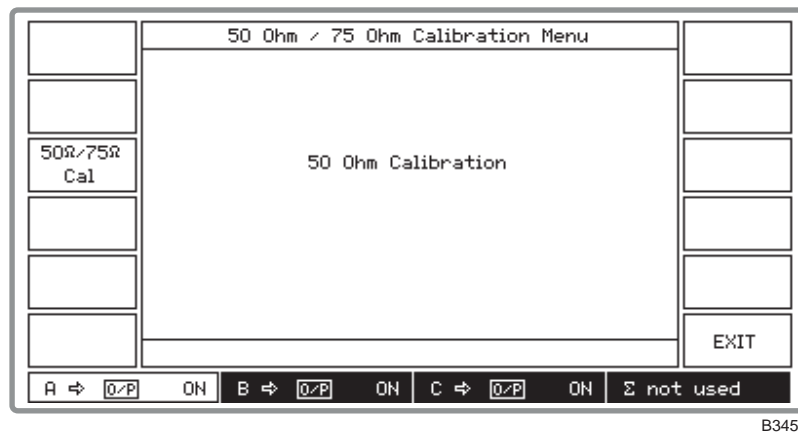 50 Ohm / 75 Ohm Calibration Menu
50Ω/75Ω
Cal
50 Ohm Calibration
EXIT
A ⇨ O/P ON B ⇨ O/P ON C ⇨ O/P ON Σ not used
B345